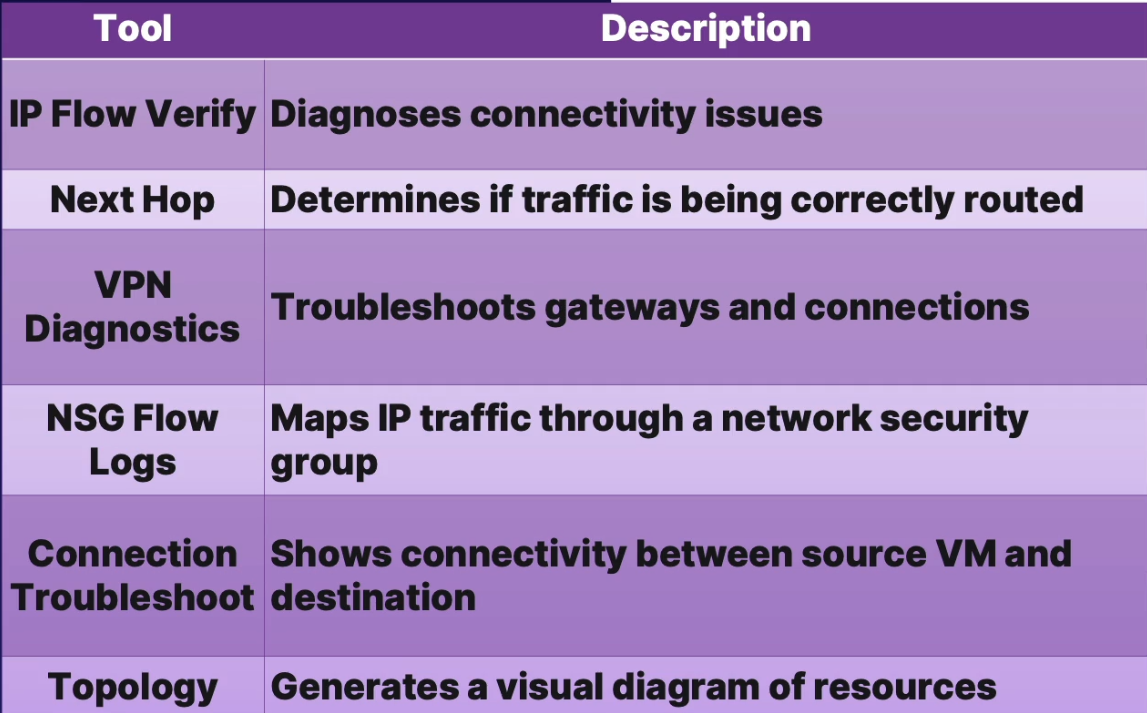 Tool Description
IP Flow Verify Diagnoses connectivity issues
Next Hop Determines if traffic is being correctly routed
VPN
Diagnostics
Troubleshoots gateways and connections
NSG Flow
Logs
Maps IP traffic through a network security
group
Connection
Troubleshoot
Shows connectivity between source VM and
destination
Topology Generates a visual diagram of resources